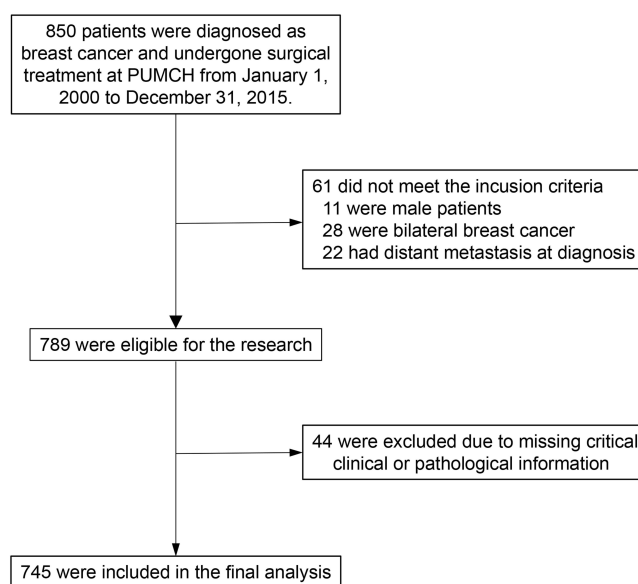 850 patients were diagnosed as
breast cancer and undergone surgical
treatment at PUMCH from January 1,
2000 to December 31, 2015.
61 did not meet the incusion criteria
11 were male patients
28 were bilateral breast cancer
22 had distant metastasis at diagnosis
789 were eligible for the research
44 were excluded due to missing critical
clinical or pathological information
745 were included in the final analysis